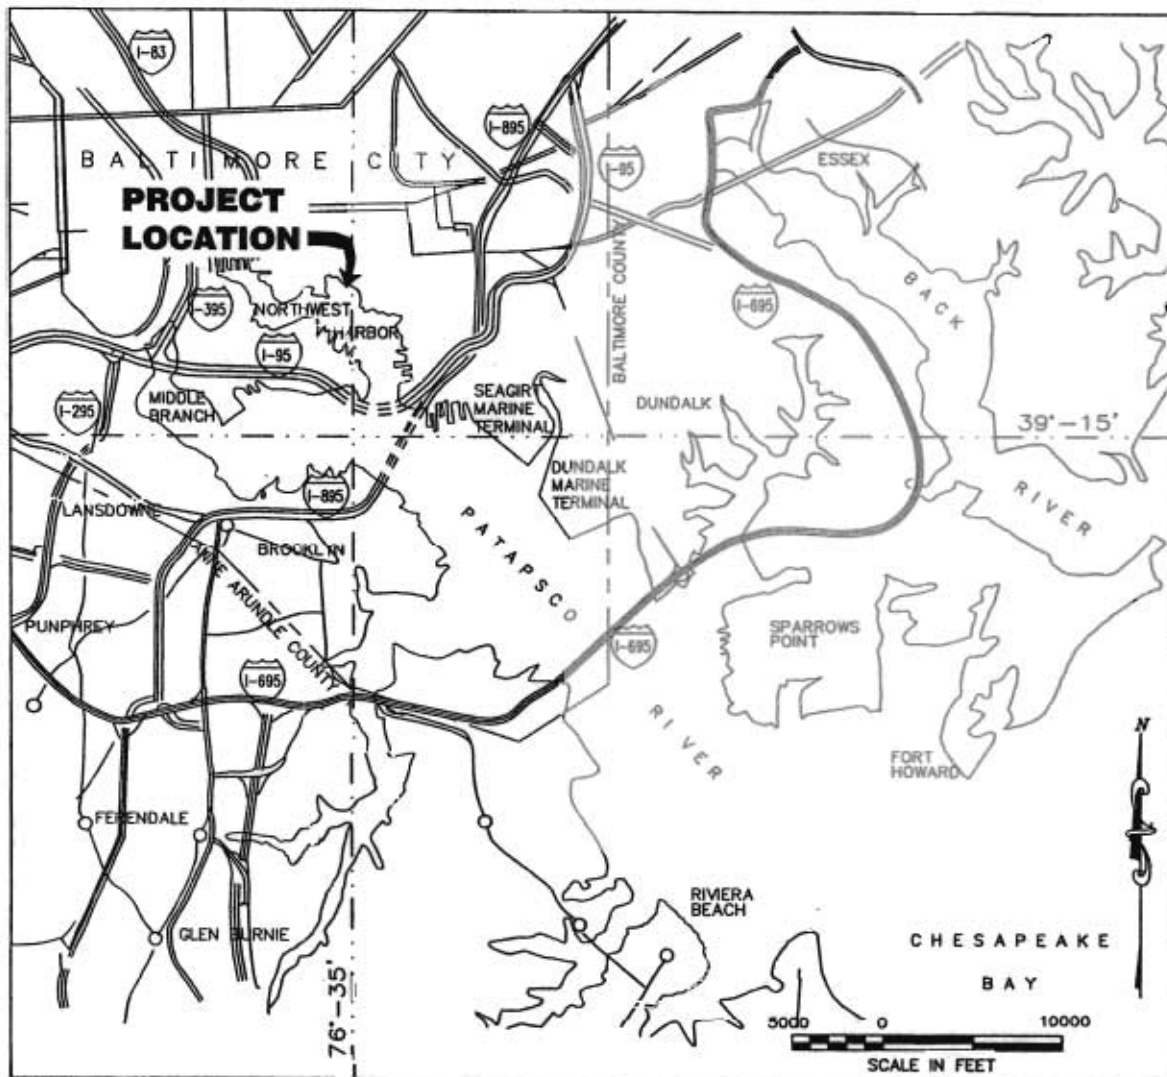 I-83
I-895
BALTIMORE CITY
I-95
ESSEX
PROJECT
LOCATION
BALTIMORE COUNTY
BACK
I-395
NORTHWEST
HARBOR
I-695
I-95
I-295
MIDDLE
BRANCH
SEAGIRT
MARINE
TERMINAL
DUNDALK
39°-15'
DUNDALK
MARINE
TERMINAL
I-895
LANSDOWNE
RIVER
PATAPSCO
BROOKLYN
ANNE ARUNDLE COUNTY
PUNPHREY
SPARROWS
POINT
I-695
I-695
RIVER
N
FORT
HOWARD
FERENDALE
RIVIERA
BEACH
GLEN BURNIE
CHESAPEAKE
BAY
76°-35'
5000 0 10000
SCALE IN FEET